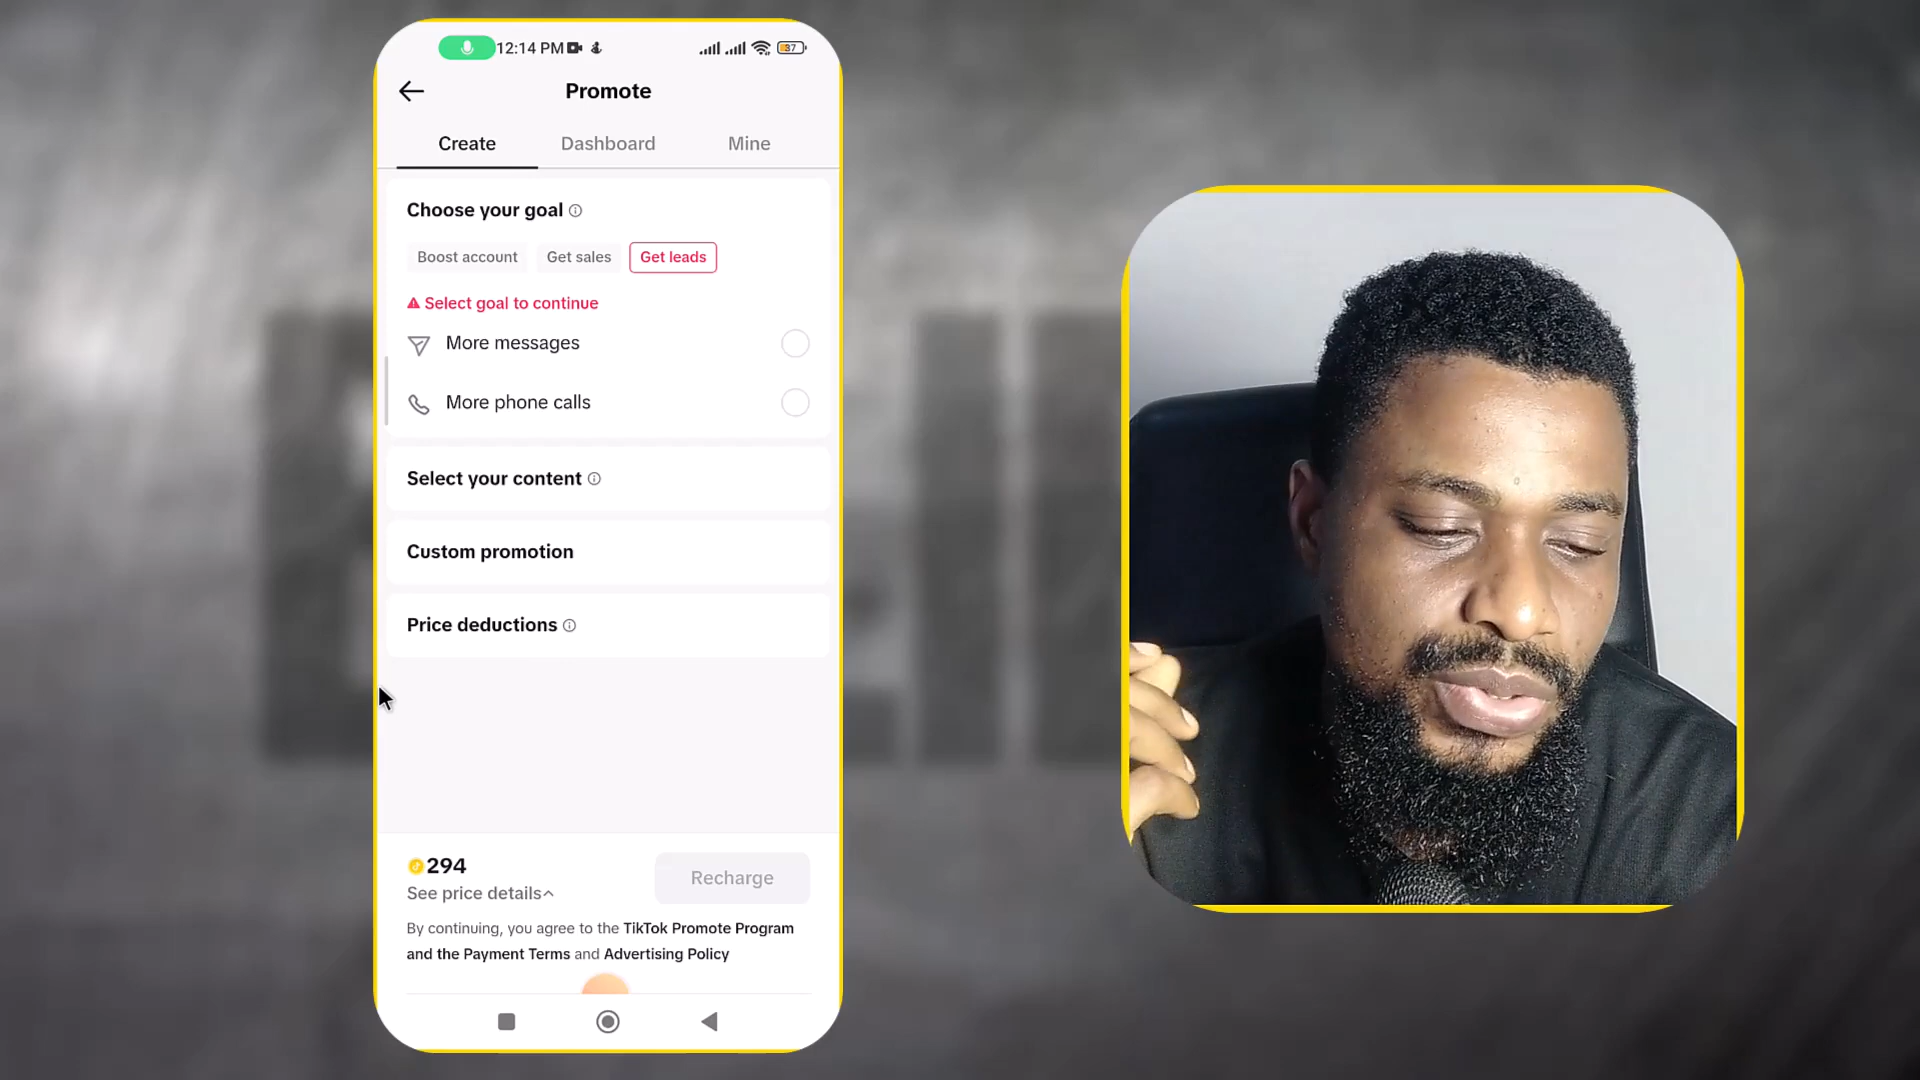 12:14 PM
37
Promote
Create Dashboard Mine
Choose your goal
Boost account Get sales Get leads
Select goal to continue
More messages
More phone calls
Select your content
Custom promotion
Price deductions
294
See price details
Recharge
By continuing, you agree to the TikTok Promote Program
and the Payment Terms and Advertising Policy